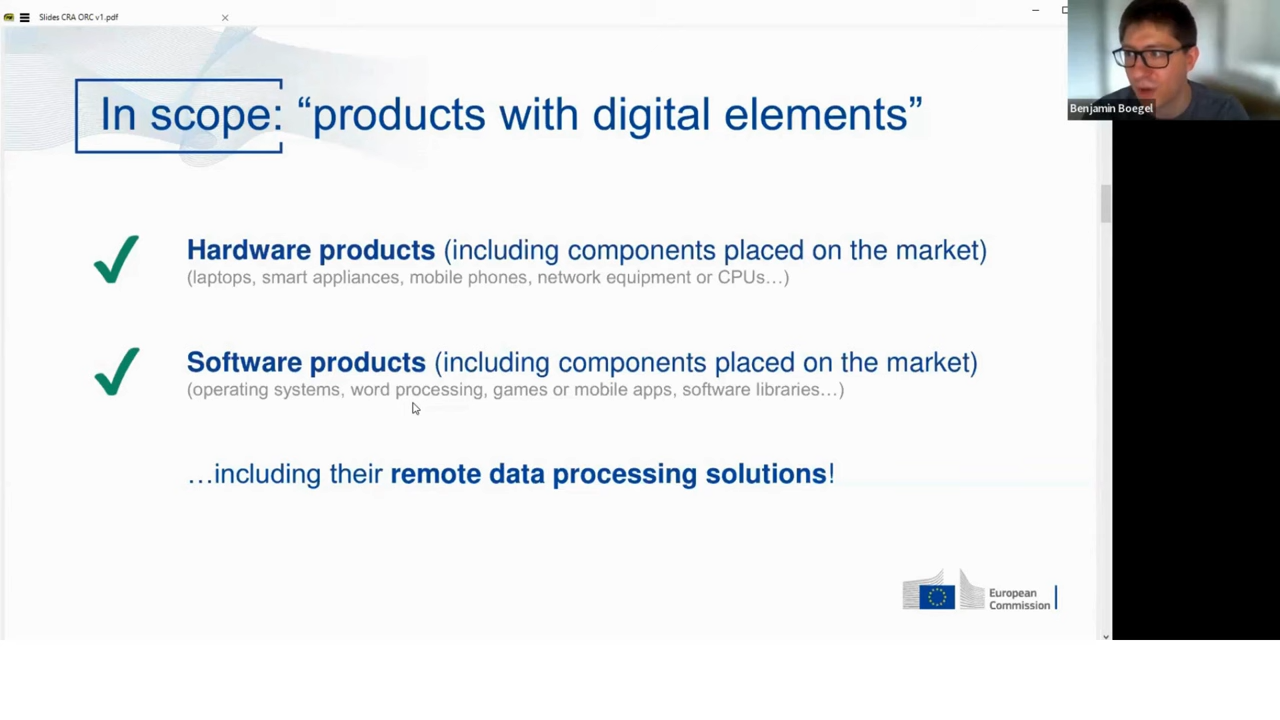 Slides CRA ORC v1.pdf
Benjamin Boegel
In scope: “products with digital elements”
Hardware products (including components placed on the market)
(laptops, smart appliances, mobile phones, network equipment or CPUs…)
Software products (including components placed on the market)
(operating systems, word processing, games or mobile apps, software libraries…)
…including their remote data processing solutions!
European
Commission